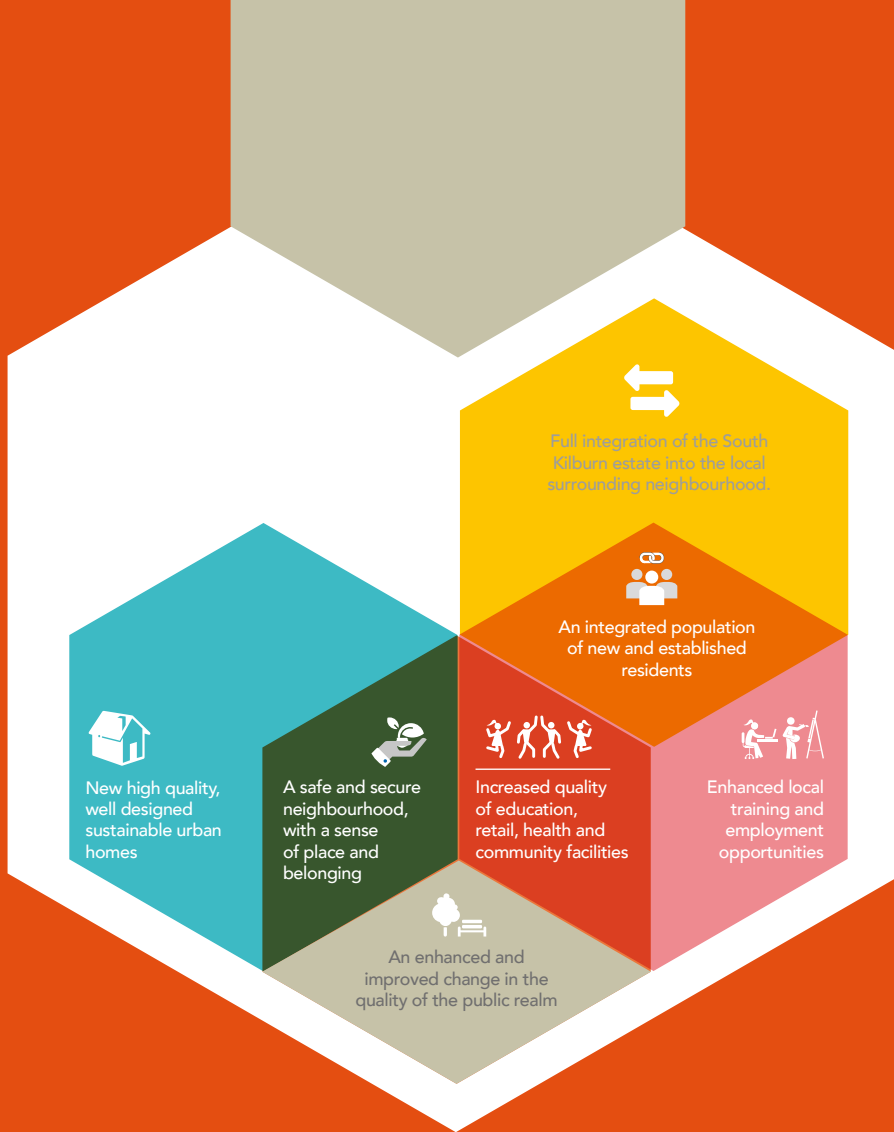 Full integration of the South
Kilburn estate into the local
surrounding neighbourhood.
An integrated population
of new and established
residents
New high quality,
well designed
sustainable urban
homes
A safe and secure
neighbourhood,
with a sense
of place and
belonging
Increased quality
of education,
retail, health and
community facilities
Enhanced local
training and
employment
opportunities
An enhanced and
improved change in the
quality of the public realm